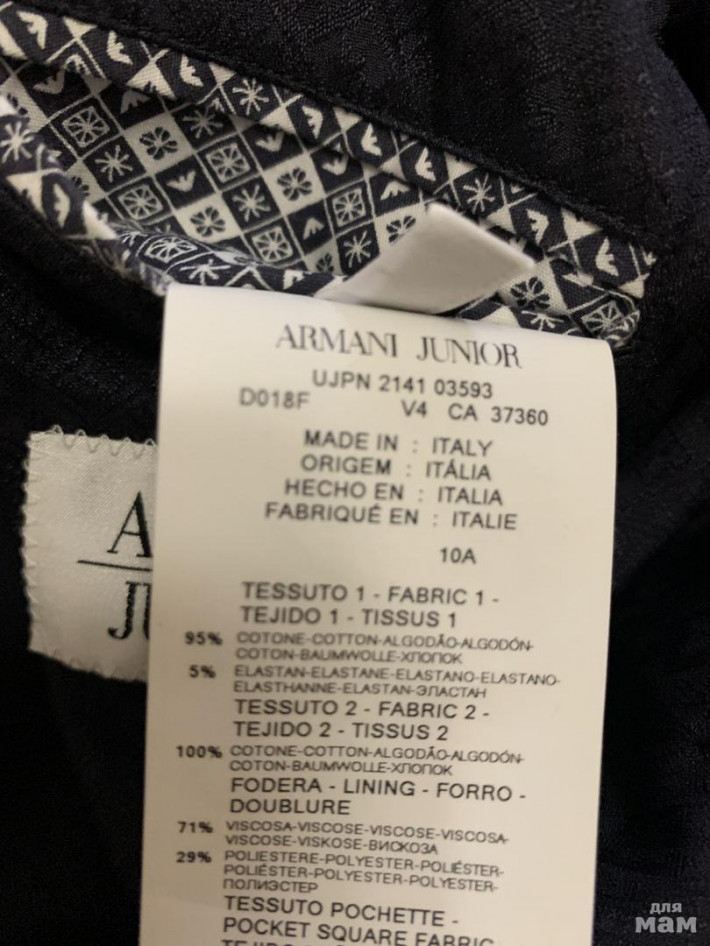 ARMANI JUNIOR
UJPN 2141 03593
D018F V4 CA 37360
MADE IN : ITALY
ORIGEM : ITÁLIA
HECHO EN : ITALIA
FABRIQUÉ EN : ITALIE
10A
TESSUTO 1 - FABRIC 1 -
TEJIDO 1 - TISSUS 1
95% COTONE-COTTON-ALGODÃO-ALGODÓN-
COTON-BAUMWOLLE-ХЛОПОК
5% ELASTAN-ELASTANE-ELASTANO-ELASTANO-
ELASTHANNE-ELASTAN-ЭЛАСТАН
TESSUTO 2 - FABRIC 2 -
TEJIDO 2 - TISSUS 2
100% COTONE-COTTON-ALGODÃO-ALGODÓN-
COTON-BAUMWOLLE-ХЛОПОК
FODERA - LINING - FORRO -
DOUBLURE
71% VISCOSA-VISCOSE-VISCOSE-VISCOSA-
VISCOSE-VISKOSE-ВИСКОЗА
29% POLIESTERE-POLYESTER-POLIÉSTER-
POLIÉSTER-POLYESTER-POLYESTER-
ПОЛИЭСТЕР
TESSUTO POCHETTE -
POCKET SQUARE FABRIC
A
JU
для
мам